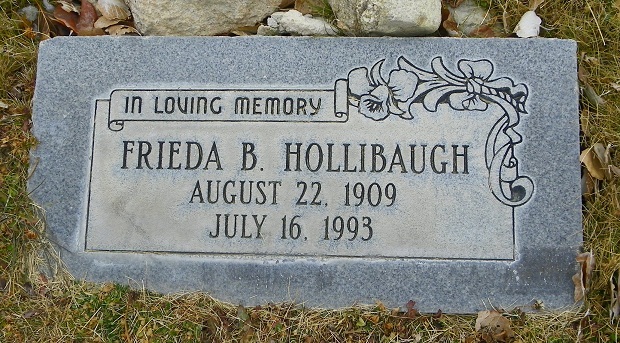 IN LOVING MEMORY
FRIEDA B. HOLLIBAUGH
AUGUST 22, 1909
JULY 16, 1993